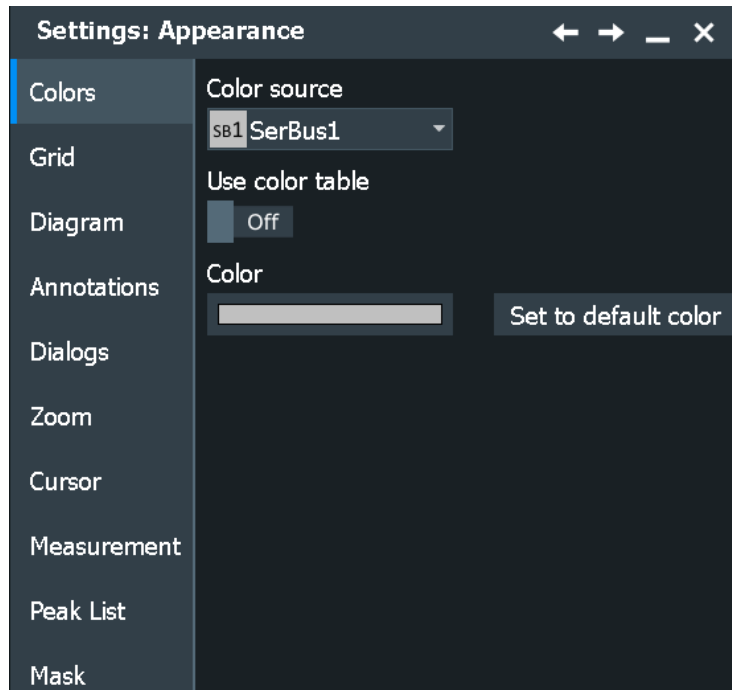 Settings: Appearance
Colors
Grid
Diagram
Annotations
Dialogs
Zoom
Cursor
Measurement
Peak List
Mask
Color source
SB1 SerBus1
Use color table
Off
Color
Set to default color